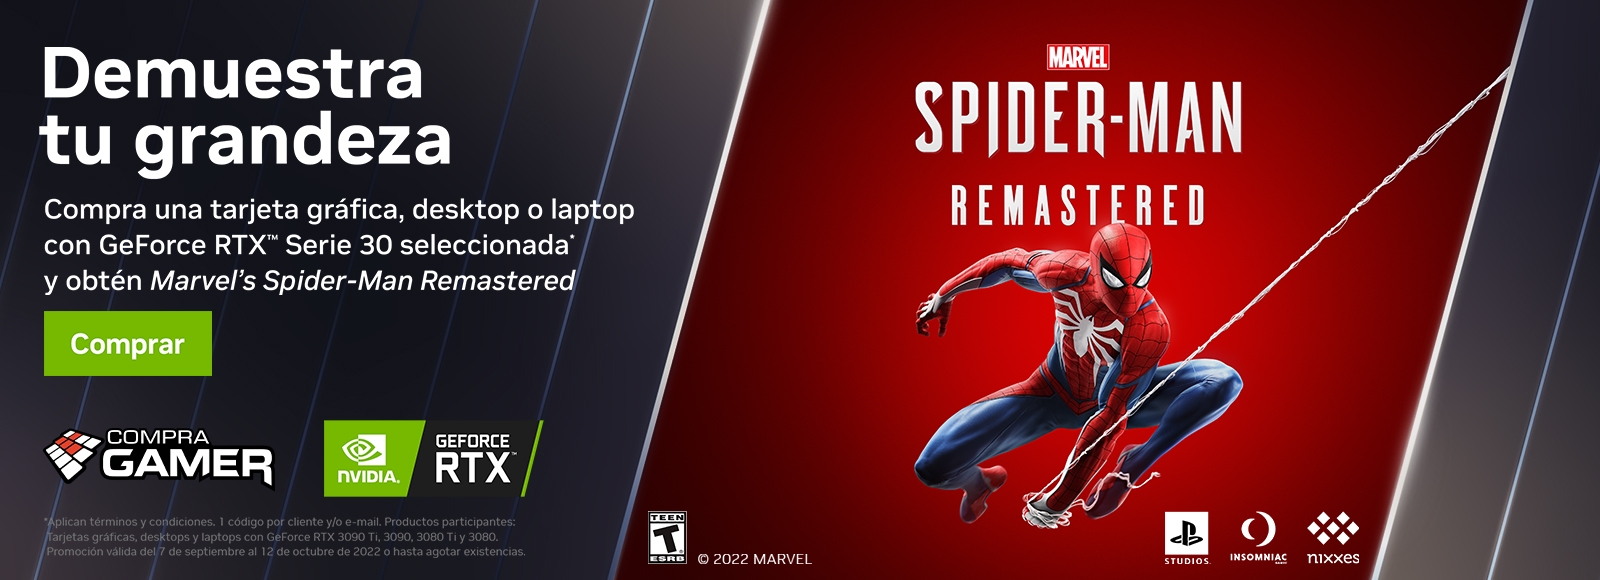 Demuestra
tu grandeza
Compra una tarjeta gráfica, desktop o laptop
con GeForce RTX™ Serie 30 seleccionada*
y obtén Marvel's Spider-Man Remastered
Comprar
COMPRA
GAMER
NVIDIA.
GEFORCE
RTX™
*Aplican términos y condiciones. 1 código por cliente y/o e-mail. Productos participantes:
Tarjetas gráficas, desktops y laptops con GeForce RTX 3090 Ti, 3090, 3080 Ti y 3080.
Promoción válida del 7 de septiembre al 12 de octubre de 2022 o hasta agotar existencias.
MARVEL
SPIDER-MAN
REMASTERED
TEEN
T
ESRB
© 2022 MARVEL
STUDIOS
INSOMNIAC
GAMES
nixxes